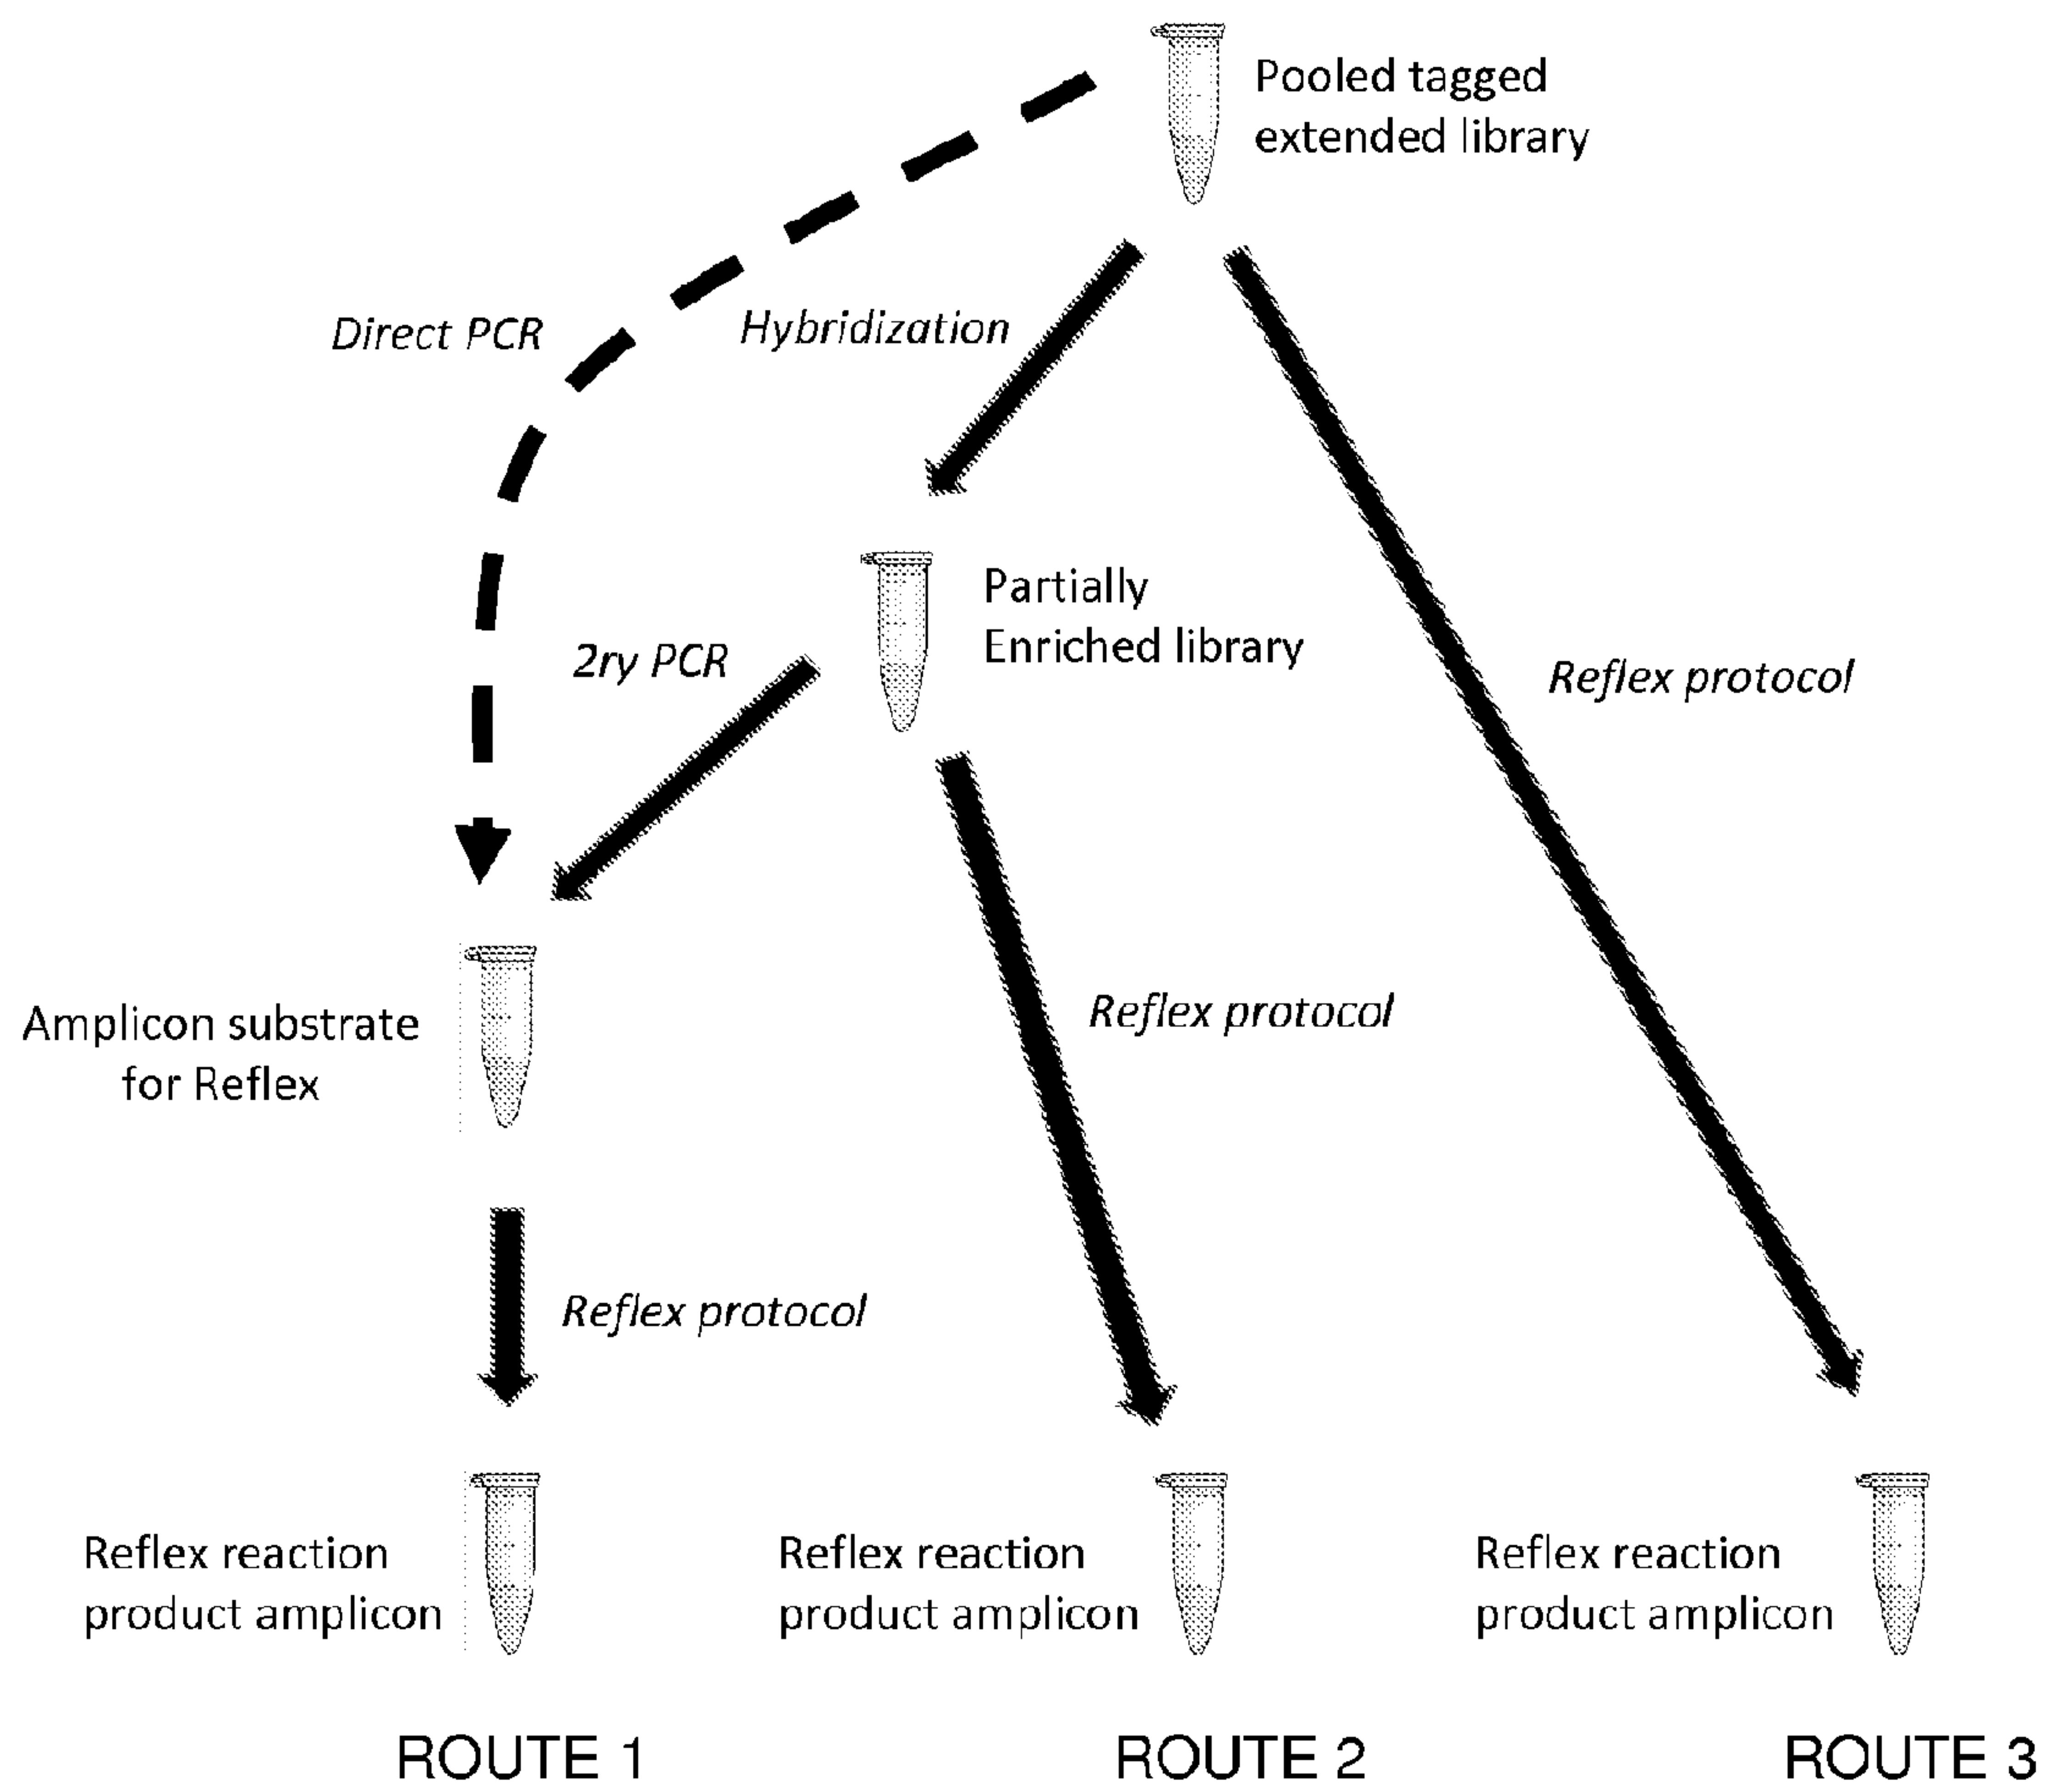 Pooled tagged
extended library
Direct PCR
Hybridization
Partially
Enriched library
2ry PCR
Reflex protocol
Reflex protocol
Amplicon substrate
for Reflex
Reflex protocol
Reflex reaction
product amplicon
Reflex reaction
product amplicon
Reflex reaction
product amplicon
ROUTE 1
ROUTE 2
ROUTE 3